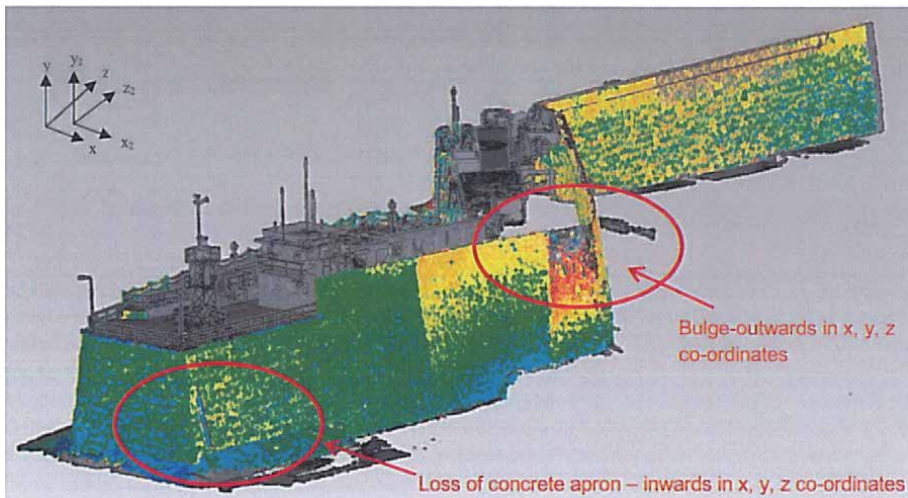 y y₂ z
z₂
x x₂
Bulge-outwards in x, y, z
co-ordinates
Loss of concrete apron – inwards in x, y, z co-ordinates